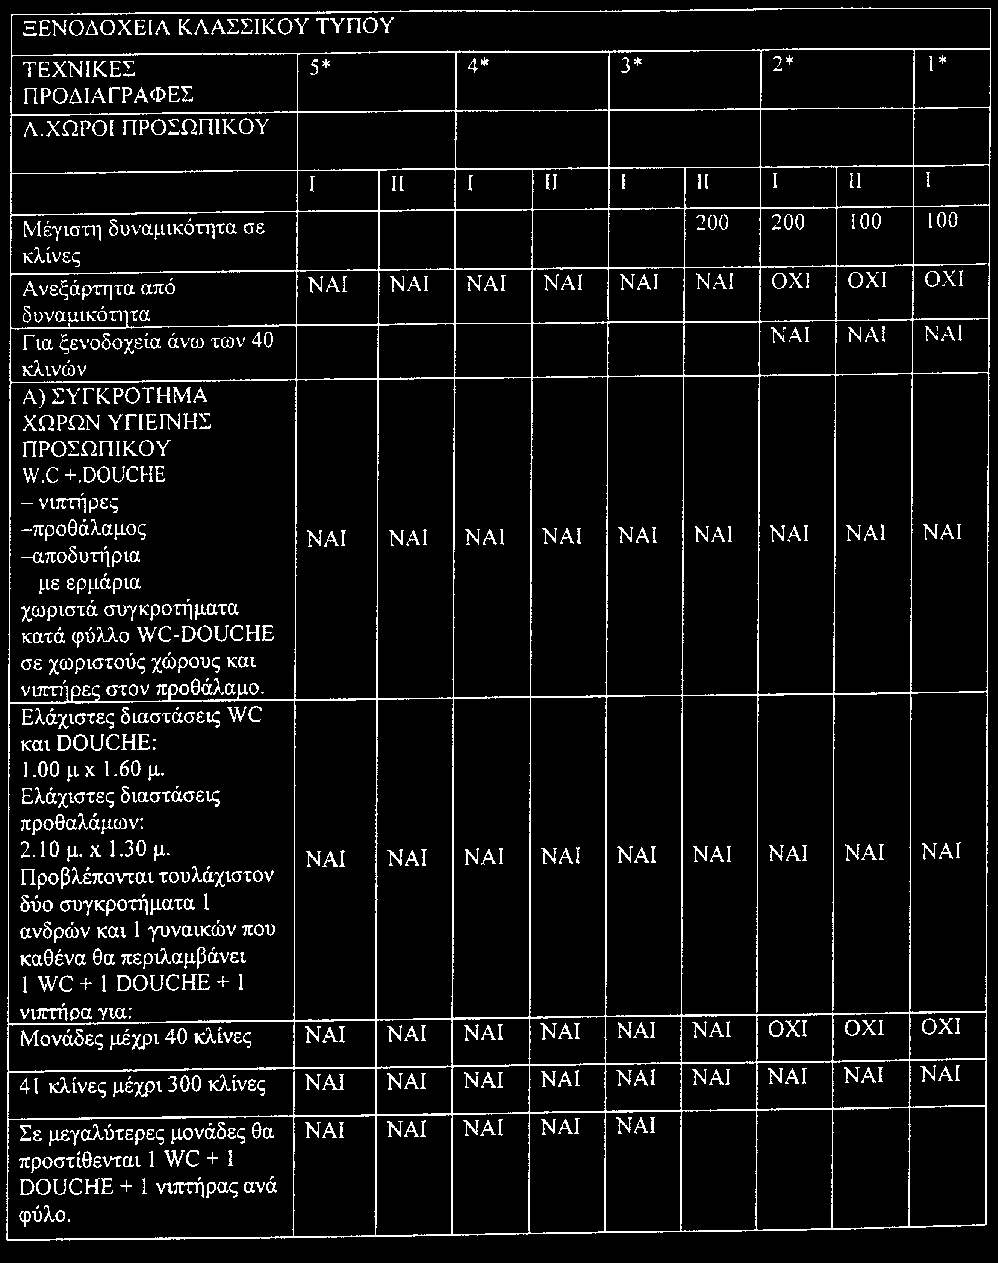 ΞΕΝΟΔΟΧΕΙΑ ΚΛΑΣΣΙΚΟΥ ΤΥΠΟΥ
ΤΕΧΝΙΚΕΣ 5* 4* 3* 2* 1*
ΠΡΟΔΙΑΓΡΑΦΕΣ
Λ.ΧΩΡΟΙ ΠΡΟΣΩΠΙΚΟΥ
I II I II I II I II I
Μέγιστη δυναμικότητα σε 200 200 100 100
κλίνες
Ανεξάρτητα από ΝΑΙ ΝΑΙ ΝΑΙ ΝΑΙ ΝΑΙ ΝΑΙ ΟΧΙ ΟΧΙ ΟΧΙ
δυναμικότητα
Για ξενοδοχεία άνω των 40 ΝΑΙ ΝΑΙ ΝΑΙ
κλινών
Α) ΣΥΓΚΡΟΤΗΜΑ
ΧΩΡΩΝ ΥΓΙΕΙΝΗΣ
ΠΡΟΣΩΠΙΚΟΥ
W.C +.DOUCHE
– νιπτήρες
–προθάλαμος
–αποδυτήρια ΝΑΙ ΝΑΙ ΝΑΙ ΝΑΙ ΝΑΙ ΝΑΙ ΝΑΙ ΝΑΙ ΝΑΙ
με ερμάρια
χωριστά συγκροτήματα
κατά φύλλο WC-DOUCHE
σε χωριστούς χώρους και
νιπτήρες στον προθάλαμο.
Ελάχιστες διαστάσεις WC
και DOUCHE:
1.00 μ x 1.60 μ.
Ελάχιστες διαστάσεις
προθαλάμων:
2.10 μ. x 1.30 μ. ΝΑΙ ΝΑΙ ΝΑΙ ΝΑΙ ΝΑΙ ΝΑΙ ΝΑΙ ΝΑΙ ΝΑΙ
Προβλέπονται τουλάχιστον
δύο συγκροτήματα 1
ανδρών και 1 γυναικών που
καθένα θα περιλαμβάνει
1 WC + 1 DOUCHE + 1
νιπτήρα για:
Μονάδες μέχρι 40 κλίνες ΝΑΙ ΝΑΙ ΝΑΙ ΝΑΙ ΝΑΙ ΝΑΙ ΟΧΙ ΟΧΙ ΟΧΙ
41 κλίνες μέχρι 300 κλίνες ΝΑΙ ΝΑΙ ΝΑΙ ΝΑΙ ΝΑΙ ΝΑΙ ΝΑΙ ΝΑΙ ΝΑΙ
Σε μεγαλύτερες μονάδες θα ΝΑΙ ΝΑΙ ΝΑΙ ΝΑΙ ΝΑΙ
προστίθενται 1 WC + 1
DOUCHE + 1 νιπτήρας ανά
φύλο.